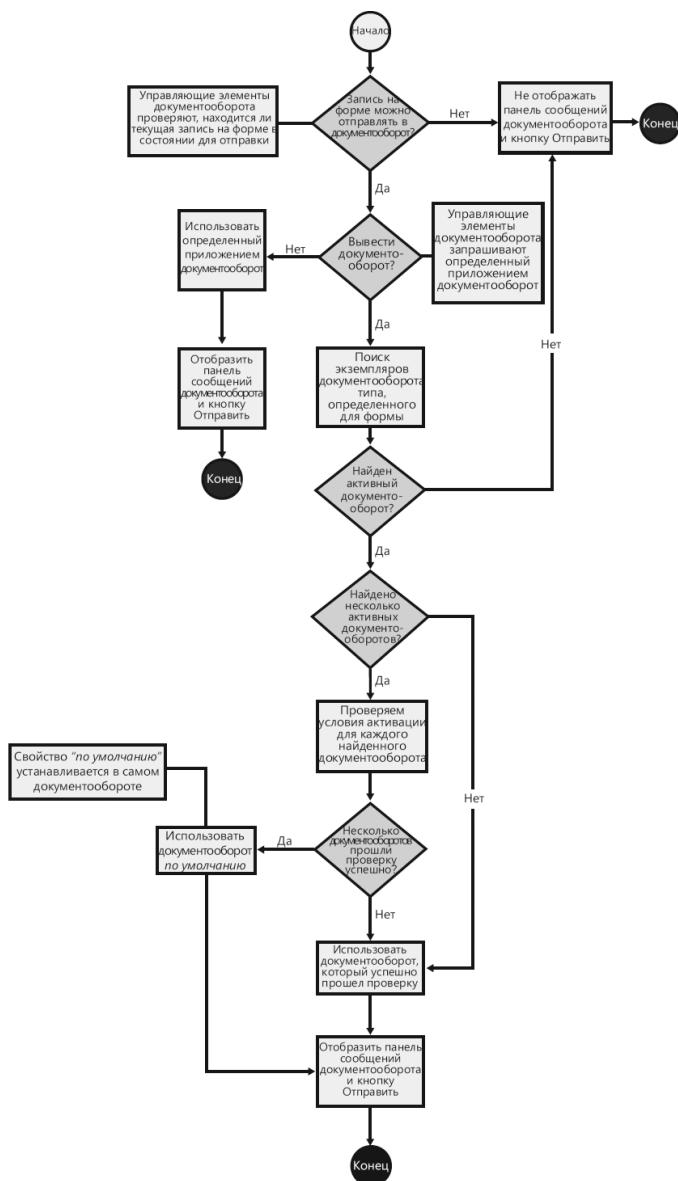 Начало
Управляющие элементы
документооборота
проверяют, находится ли
текущая запись на форме в
состоянии для отправки
Запись на
форме можно
отправлять в
документооборот?
Нет
Не отображать
панель сообщений
документооборота
и кнопку Отправить
Конец
Да
Использовать
определенный
приложением
документооборот
Нет
Вывести
документо-
оборот?
Управляющие
элементы
документооборота
запрашивают
определенный
приложением
документооборот
Да
Нет
Отобразить
панель
сообщений
документооборота
и кнопку
Отправить
Поиск
экземпляров
документооборота
типа,
определенного
для формы
Конец
Найден
активный
документо-
оборот?
Да
Найдено
несколько
активных
документо-
оборотов?
Да
Проверяем
условия активации
для каждого
найденного
документооборота
Свойство "по умолчанию"
устанавливается в самом
документообороте
Нет
Использовать
документооборот
по умолчанию
Да
Несколько
документооборотов
прошли
проверку
успешно?
Нет
Использовать
документооборот,
который успешно
прошел проверку
Отобразить панель
сообщений
документооборота
и кнопку
Отправить
Конец